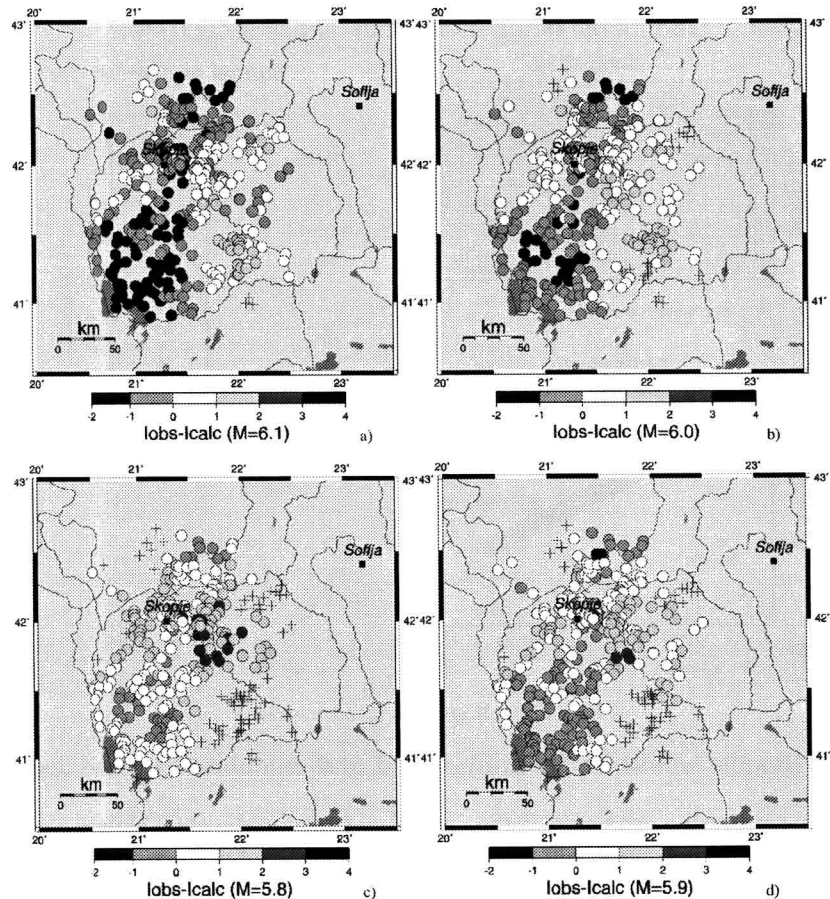 20' 21' 22' 23'
43' 43'
Sofija
Skopje
42' 42'
41' 41'
km
0 50
20' 21' 22' 23'
-2 -1 0 1 2 3 4
Iobs-Icalc (M=6.1) a)
20' 21' 22' 23'
43'
Sofija
Skopje
42' 42'
41' 41'
km
0 50
20' 21' 22' 23'
-2 -1 0 1 2 3 4
Iobs-Icalc (M=6.0) b)
20' 21' 22' 23'
43' 43'
Sofija
Skopje
42' 42'
41' 41'
km
0 50
20' 21' 22' 23'
-2 -1 0 1 2 3 4
Iobs-Icalc (M=5.8) c)
20' 21' 22' 23'
43'
Sofija
Skopje
42' 42'
41' 41'
km
0 50
20' 21' 22' 23'
-2 -1 0 1 2 3 4
Iobs-Icalc (M=5.9) d)